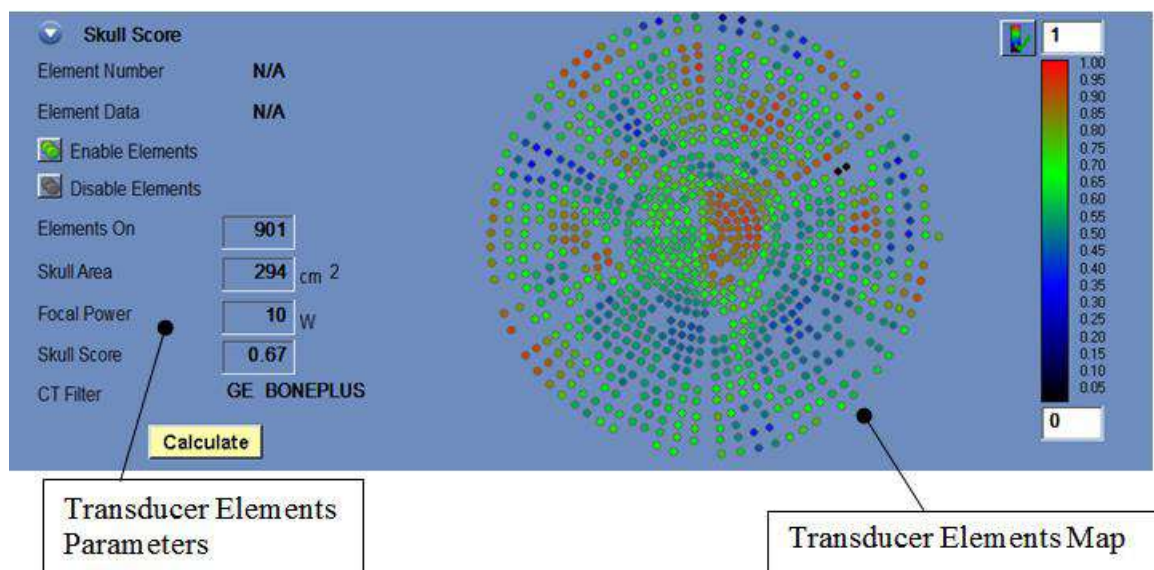 Skull Score
Element Number N/A
Element Data N/A
Enable Elements
Disable Elements
Elements On 901
Skull Area 294 cm 2
Focal Power 10 W
Skull Score 0.67
CT Filter GE BONEPLUS
Calculate
1
1.00
0.95
0.90
0.85
0.80
0.75
0.70
0.65
0.60
0.55
0.50
0.45
0.40
0.35
0.30
0.25
0.20
0.15
0.10
0.05
0
Transducer Elements
Parameters
Transducer Elements Map